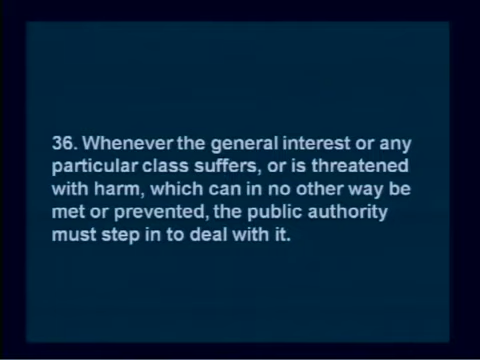 36. Whenever the general interest or any
particular class suffers, or is threatened
with harm, which can in no other way be
met or prevented, the public authority
must step in to deal with it.